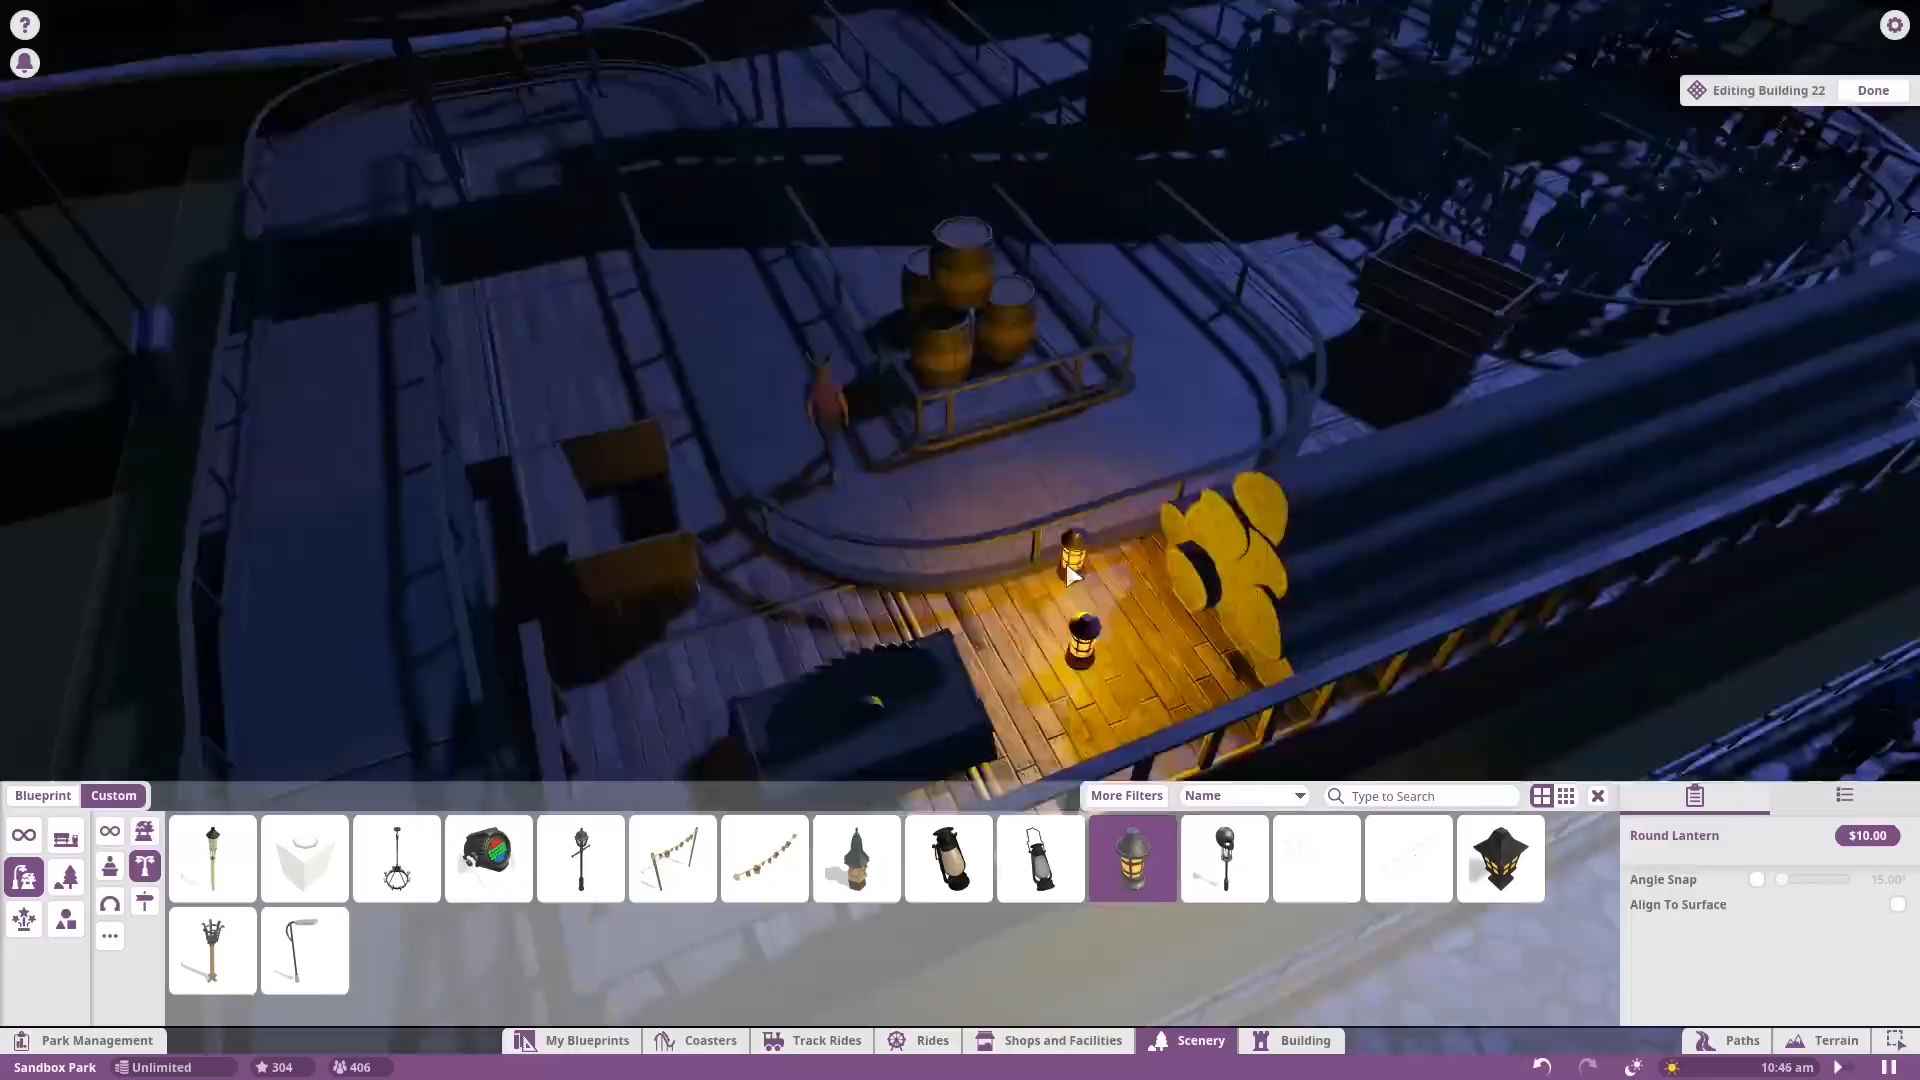 ?
Editing Building 22 Done
Blueprint Custom
More Filters Name Type to Search
Round Lantern $10.00
Angle Snap 15.00°
Align To Surface
Park Management My Blueprints Coasters Track Rides Rides Shops and Facilities Scenery Building Paths Terrain
Sandbox Park Unlimited 304 406 10:46 am